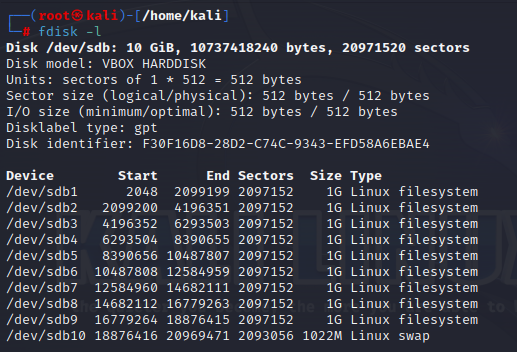 ┌──(root㉿kali)-[/home/kali]
└─# fdisk -l
Disk /dev/sdb: 10 GiB, 10737418240 bytes, 20971520 sectors
Disk model: VBOX HARDDISK
Units: sectors of 1 * 512 = 512 bytes
Sector size (logical/physical): 512 bytes / 512 bytes
I/O size (minimum/optimal): 512 bytes / 512 bytes
Disklabel type: gpt
Disk identifier: F30F16D8-28D2-C74C-9343-EFD58A6EBAE4

Device Start End Sectors Size Type
/dev/sdb1 2048 2099199 2097152 1G Linux filesystem
/dev/sdb2 2099200 4196351 2097152 1G Linux filesystem
/dev/sdb3 4196352 6293503 2097152 1G Linux filesystem
/dev/sdb4 6293504 8390655 2097152 1G Linux filesystem
/dev/sdb5 8390656 10487807 2097152 1G Linux filesystem
/dev/sdb6 10487808 12584959 2097152 1G Linux filesystem
/dev/sdb7 12584960 14682111 2097152 1G Linux filesystem
/dev/sdb8 14682112 16779263 2097152 1G Linux filesystem
/dev/sdb9 16779264 18876415 2097152 1G Linux filesystem
/dev/sdb10 18876416 20969471 2093056 1022M Linux swap